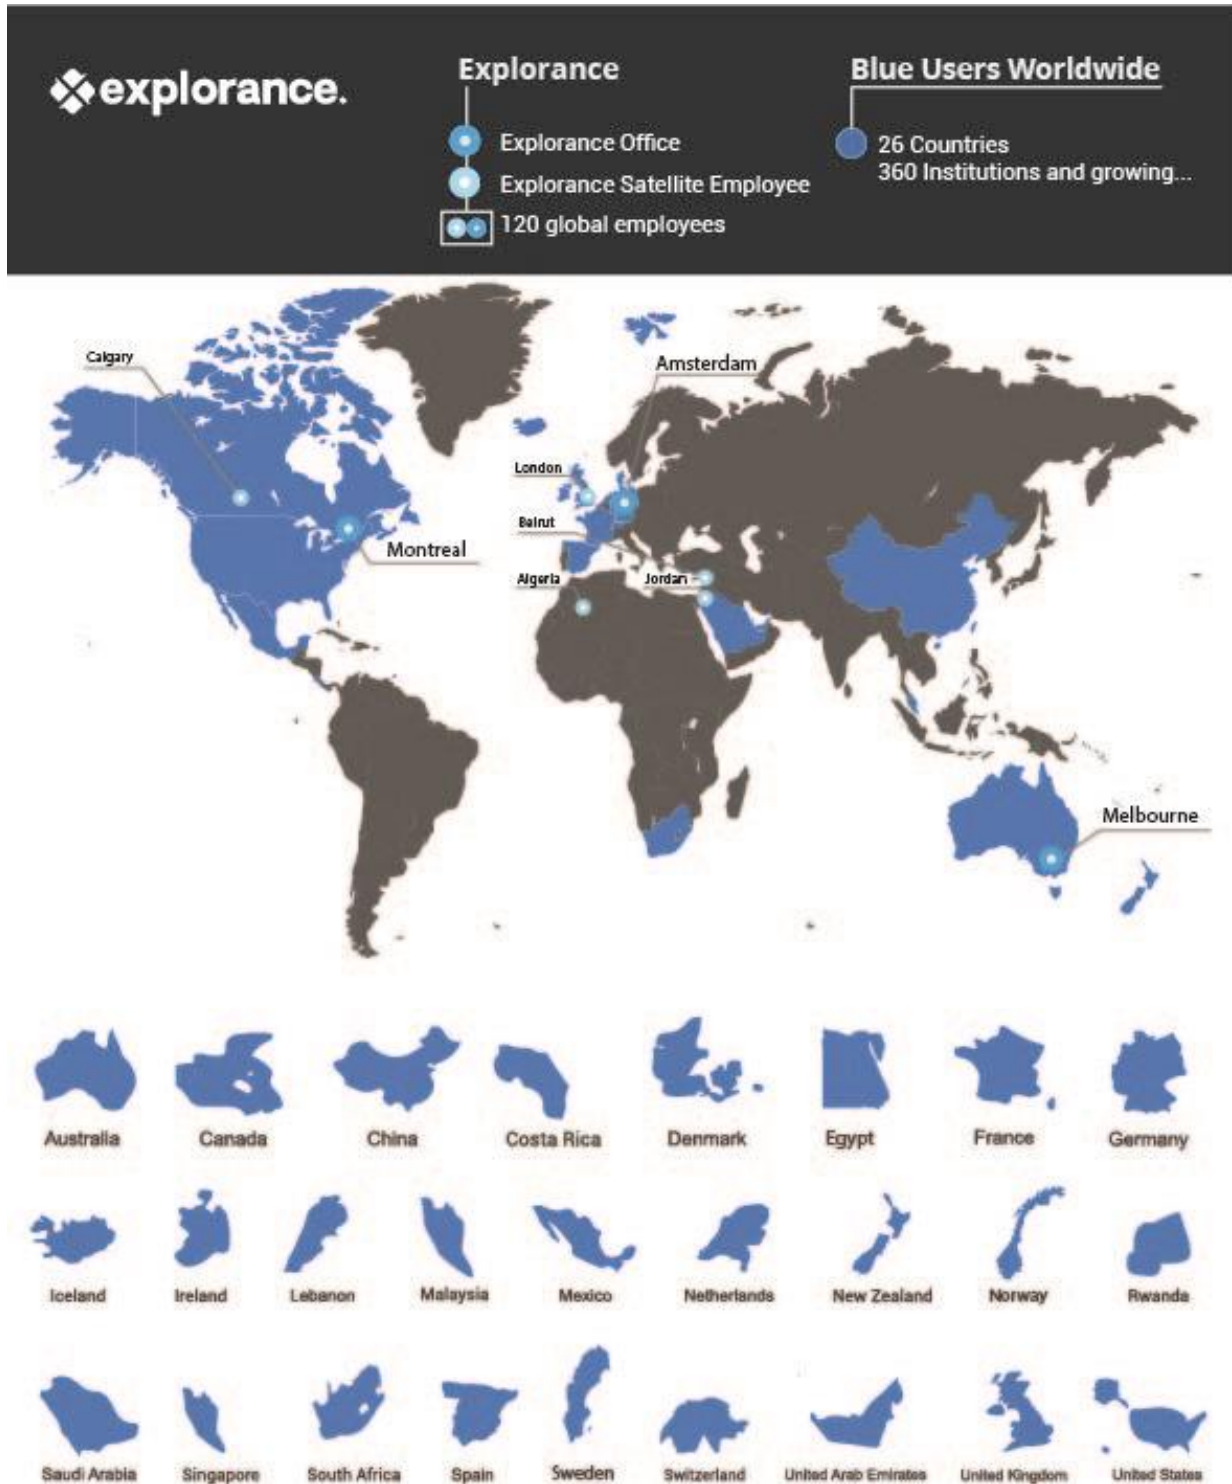 explorance.
Explorance
Explorance Office
Explorance Satellite Employee
120 global employees
Blue Users Worldwide
26 Countries
360 Institutions and growing...
Calgary
Montreal
Amsterdam
London
Beirut
Algeria
Jordan
Melbourne
Australia
Canada
China
Costa Rica
Denmark
Egypt
France
Germany
Iceland
Ireland
Lebanon
Malaysia
Mexico
Netherlands
New Zealand
Norway
Rwanda
Saudi Arabia
Singapore
South Africa
Spain
Sweden
Switzerland
United Arab Emirates
United Kingdom
United States